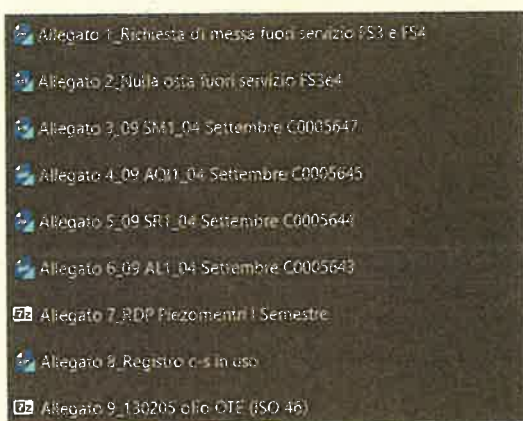 Allegato 1_Richiesta di messa fuori servizio FS3 e FS4
Allegato 2_Nulla osta fuori servizio FS3e4
Allegato 3_09 SM1_04 Settembre C0005647
Allegato 4_09 AOD1_04 Settembre C0005645
Allegato 5_09 SR1_04 Settembre C0005644
Allegato 6_09 AL1_04 Settembre C0005643
Allegato 7_RDP Piezometri I Semestre
Allegato 8_Registro c-s in uso
Allegato 9_130205 olio OTE (ISO 46)